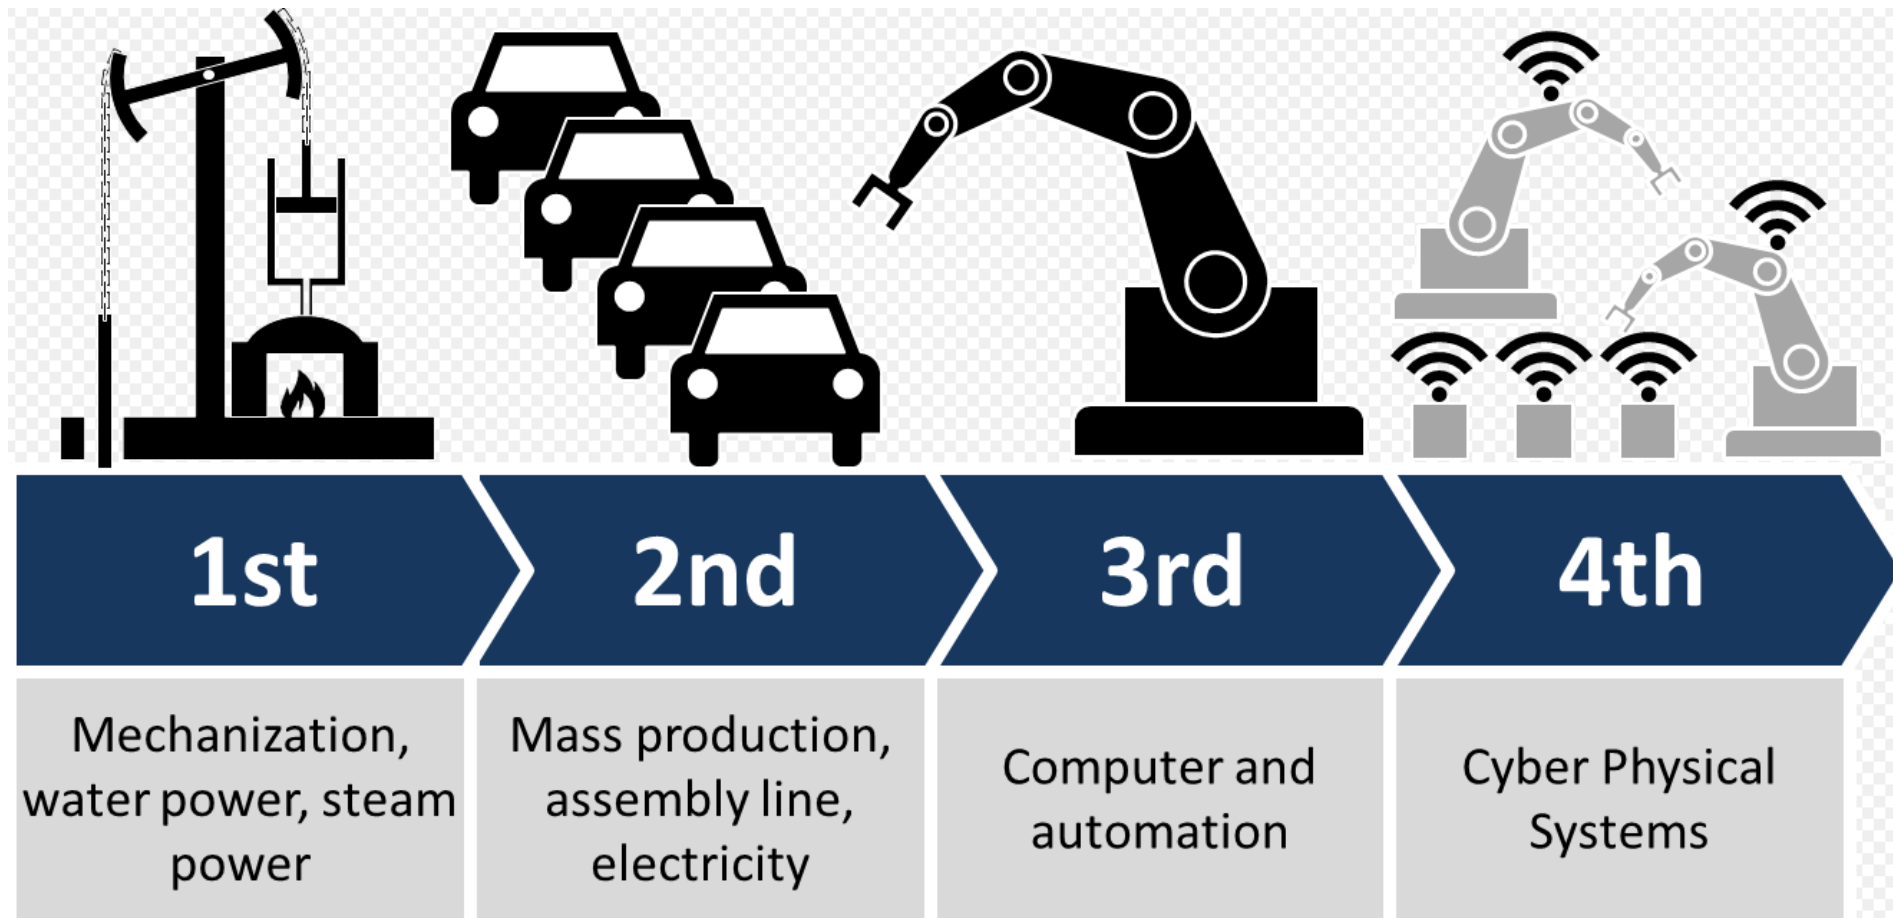 1st
2nd
3rd
4th
Mechanization,
water power, steam
power
Mass production,
assembly line,
electricity
Computer and
automation
Cyber Physical
Systems